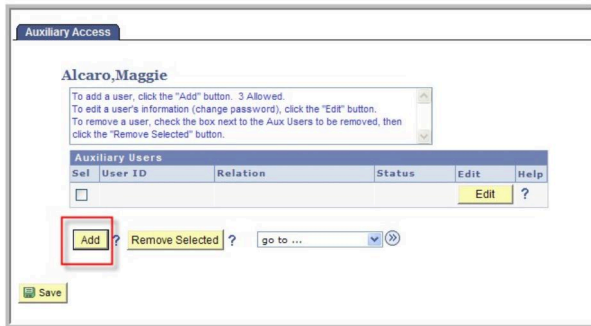 Auxiliary Access
Alcaro,Maggie
To add a user, click the "Add" button. 3 Allowed.
To edit a user's information (change password), click the "Edit" button.
To remove a user, check the box next to the Aux Users to be removed, then
click the "Remove Selected" button.
Auxiliary Users
Sel User ID Relation Status Edit Help
Edit ?
Add ? Remove Selected ? go to ...
Save